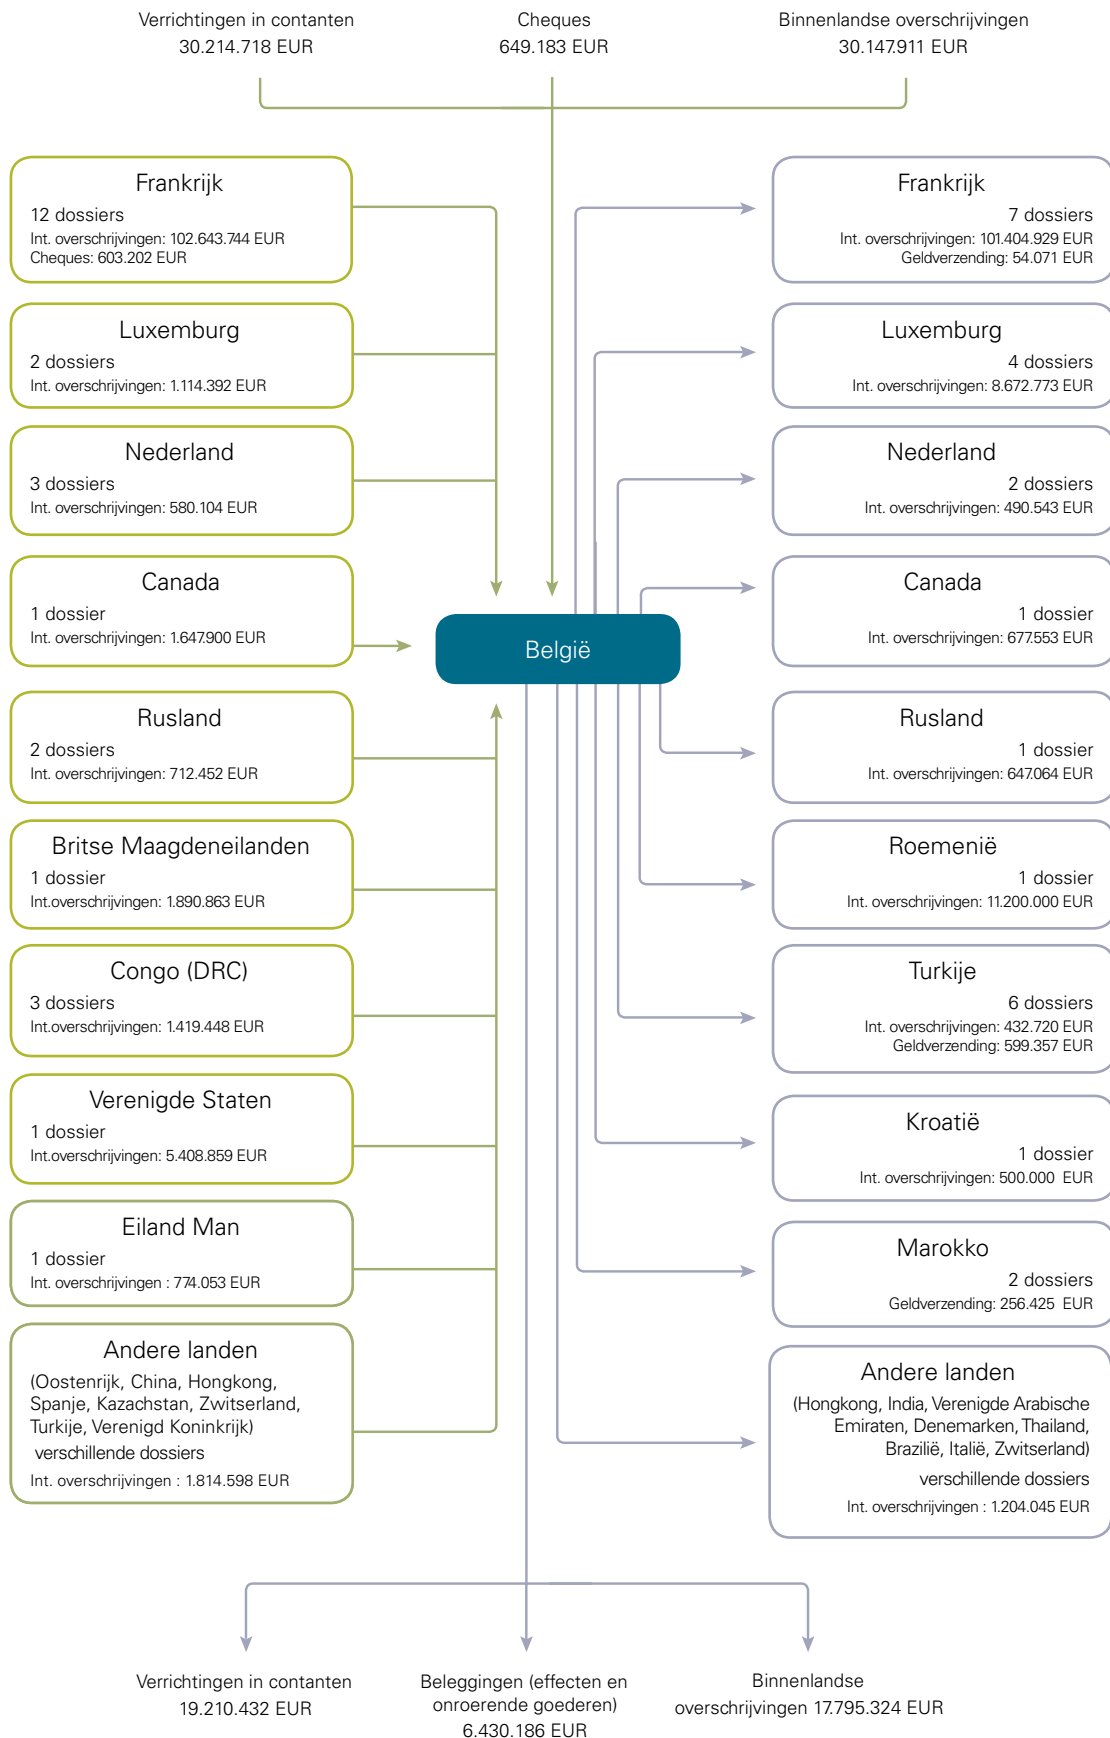 Verrichtingen in contanten
30.214.718 EUR
Cheques
649.183 EUR
Binnenlandse overschrijvingen
30.147.911 EUR
Frankrijk
12 dossiers
Int. overschrijvingen: 102.643.744 EUR
Cheques: 603.202 EUR
Luxemburg
2 dossiers
Int. overschrijvingen: 1.114.392 EUR
Nederland
3 dossiers
Int. overschrijvingen: 580.104 EUR
Canada
1 dossier
Int. overschrijvingen: 1.647.900 EUR
Rusland
2 dossiers
Int. overschrijvingen: 712.452 EUR
Britse Maagdeneilanden
1 dossier
Int.overschrijvingen: 1.890.863 EUR
Congo (DRC)
3 dossiers
Int.overschrijvingen: 1.419.448 EUR
Verenigde Staten
1 dossier
Int.overschrijvingen: 5.408.859 EUR
Eiland Man
1 dossier
Int. overschrijvingen : 774.053 EUR
Andere landen
(Oostenrijk, China, Hongkong,
Spanje, Kazachstan, Zwitserland,
Turkije, Verenigd Koninkrijk)
verschillende dossiers
Int. overschrijvingen : 1.814.598 EUR
België
Frankrijk
7 dossiers
Int. overschrijvingen: 101.404.929 EUR
Geldverzending: 54.071 EUR
Luxemburg
4 dossiers
Int. overschrijvingen: 8.672.773 EUR
Nederland
2 dossiers
Int. overschrijvingen: 490.543 EUR
Canada
1 dossier
Int. overschrijvingen: 677.553 EUR
Rusland
1 dossier
Int. overschrijvingen: 647.064 EUR
Roemenië
1 dossier
Int. overschrijvingen: 11.200.000 EUR
Turkije
6 dossiers
Int. overschrijvingen: 432.720 EUR
Geldverzending: 599.357 EUR
Kroatië
1 dossier
Int. overschrijvingen: 500.000 EUR
Marokko
2 dossiers
Geldverzending: 256.425 EUR
Andere landen
(Hongkong, India, Verenigde Arabische
Emiraten, Denemarken, Thailand,
Brazilië, Italië, Zwitserland)
verschillende dossiers
Int. overschrijvingen : 1.204.045 EUR
Verrichtingen in contanten
19.210.432 EUR
Beleggingen (effecten en
onroerende goederen)
6.430.186 EUR
Binnenlandse
overschrijvingen 17.795.324 EUR